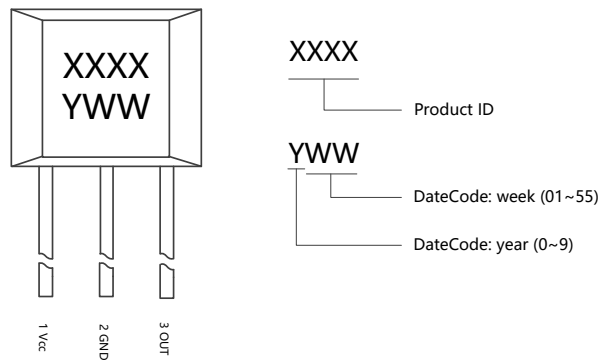 XXXX
YWW
1 Vcc
2 GND
3 OUT
XXXX
Product ID
YWW
DateCode: week (01~55)
DateCode: year (0~9)